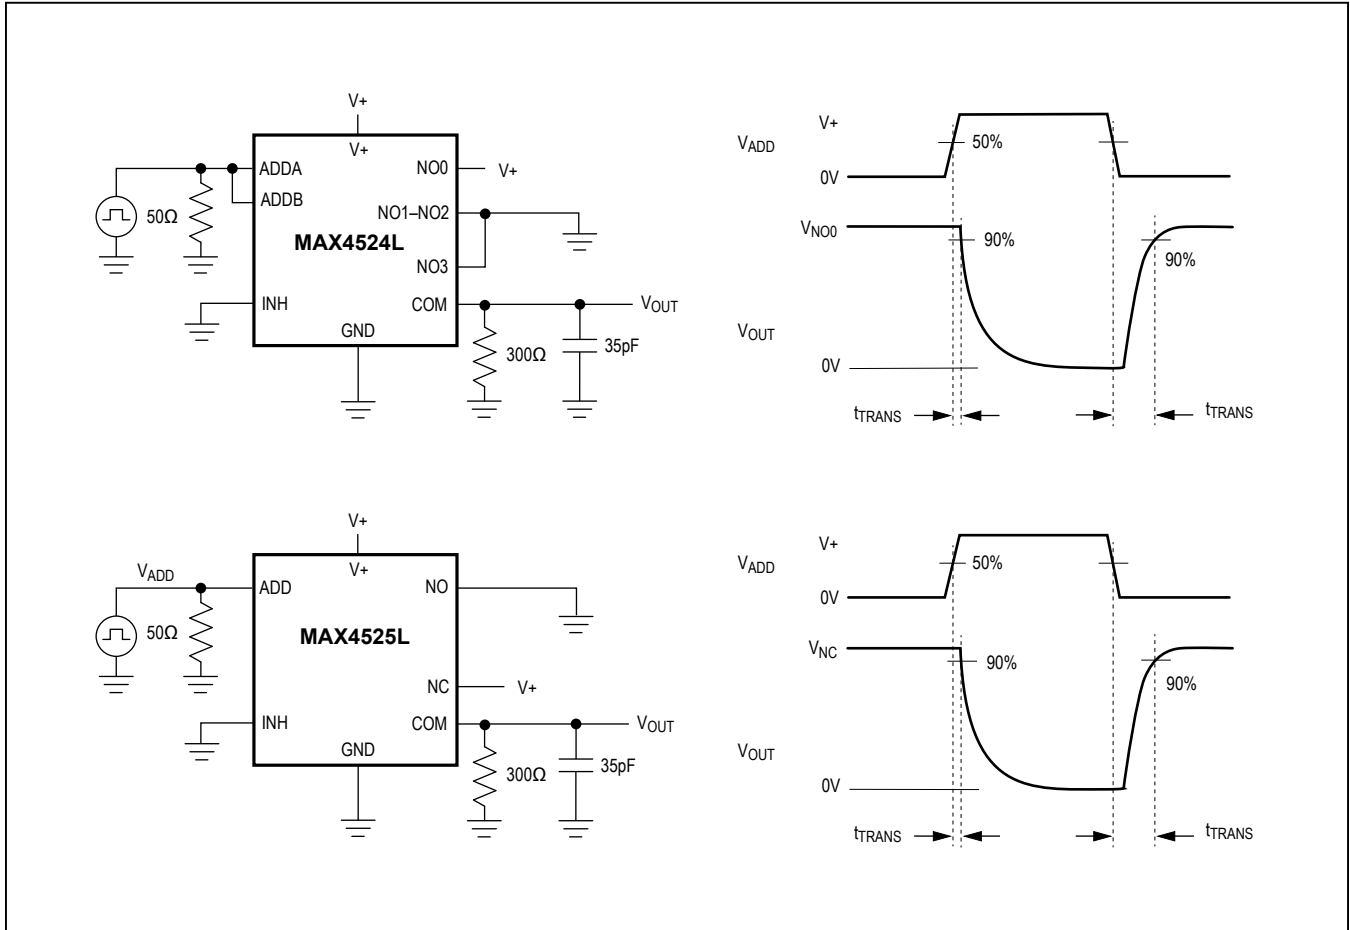 V+
V+
ADDA
ADDB
50Ω
INH
MAX4524L
NO0
V+
NO1–NO2
NO3
COM
VOUT
GND
300Ω
35pF
VADD
V+
50%
0V
VNO0
90%
90%
VOUT
0V
tTRANS
tTRANS
V+
V+
VADD
ADD
50Ω
INH
MAX4525L
NO
NC
V+
COM
VOUT
GND
300Ω
35pF
VADD
V+
50%
0V
VNC
90%
90%
VOUT
0V
tTRANS
tTRANS